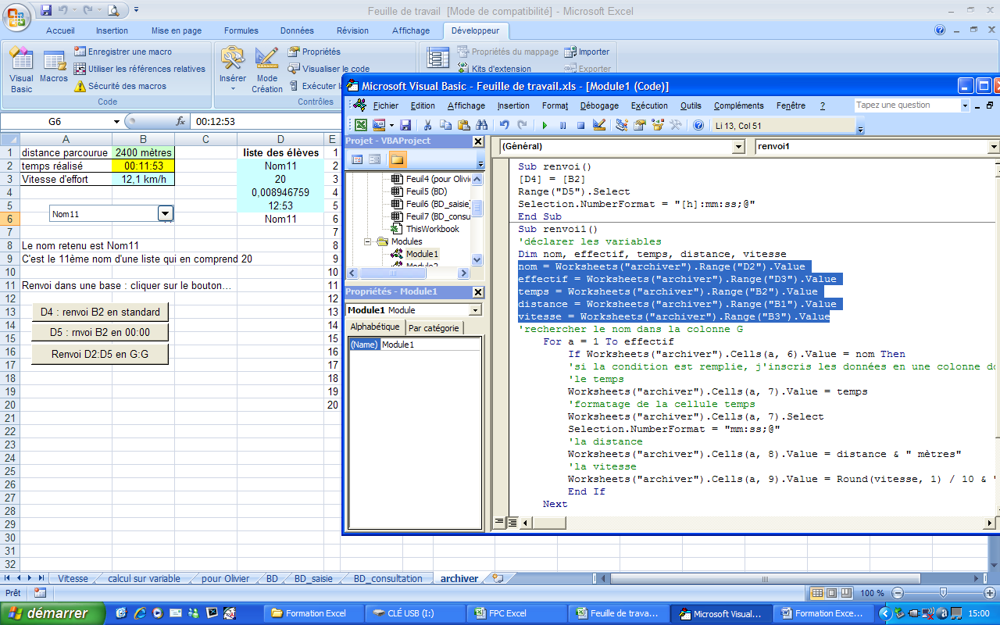 Feuille de travail [Mode de compatibilité] - Microsoft Excel
Accueil Insertion Mise en page Formules Données Révision Affichage Développeur
Visual Basic
Macros
Enregistrer une macro
Utiliser les références relatives
Sécurité des macros
Code
Insérer
Mode Création
Propriétés
Visualiser le code
Exécuter la
Contrôles
Propriétés du mappage
Kits d'extension
Importer
Exporter
G6 fx 00:12:53
A B C D E
1 distance parcourue 2400 mètres liste des élèves 1
2 temps réalisé 00:11:53 Nom11 2
3 Vitesse d'effort 12,1 km/h 20 3
4 0,008946759 4
5 12:53 5
Nom11
6 Nom11 6
7 7
8 Le nom retenu est Nom11 8
9 C'est le 11ème nom d'une liste qui en comprend 20 9
10 10
11 Renvoi dans une base : cliquer sur le bouton... 11
12 12
13 D4 : renvoi B2 en standard 13
14 14
15 D5 : rnvoi B2 en 00:00 15
16 Renvoi D2:D5 en G:G 16
17 17
18 18
19 19
20 20
21
22
23
24
25
26
27
28
29
30
31
32
Microsoft Visual Basic - Feuille de travail.xls - [Module1 (Code)]
Fichier Edition Affichage Insertion Format Débogage Exécution Outils Compléments Fenêtre ? Tapez une question
Li 13, Col 51
Projet - VBAProject
Feuil4 (pour Olivie
Feuil5 (BD)
Feuil6 (BD_saisie)
Feuil7 (BD_consu
ThisWorkbook
Modules
Module1
Propriétés - Module1
Module1 Module
Alphabétique Par catégorie
(Name) Module1
(Général) renvoi1
Sub renvoi()
[D4] = [B2]
Range("D5").Select
Selection.NumberFormat = "[h]:mm:ss;@"
End Sub
Sub renvoi1()
'déclarer les variables
Dim nom, effectif, temps, distance, vitesse
nom = Worksheets("archiver").Range("D2").Value
effectif = Worksheets("archiver").Range("D3").Value
temps = Worksheets("archiver").Range("B2").Value
distance = Worksheets("archiver").Range("B1").Value
vitesse = Worksheets("archiver").Range("B3").Value
'rechercher le nom dans la colonne G
For a = 1 To effectif
If Worksheets("archiver").Cells(a, 6).Value = nom Then
'si la condition est remplie, j'inscris les données en une colonne do
'le temps
Worksheets("archiver").Cells(a, 7).Value = temps
'formatage de la cellule temps
Worksheets("archiver").Cells(a, 7).Select
Selection.NumberFormat = "mm:ss;@"
'la distance
Worksheets("archiver").Cells(a, 8).Value = distance & " mètres"
'la vitesse
Worksheets("archiver").Cells(a, 9).Value = Round(vitesse, 1) / 10 & "
End If
Next
Vitesse calcul sur variable pour Olivier BD BD_saisie BD_consultation archiver
Prêt 100 %
démarrer Formation Excel CLÉ USB (I:) FPC Excel Feuille de trava... Microsoft Visual... Formation Exce... 15:00